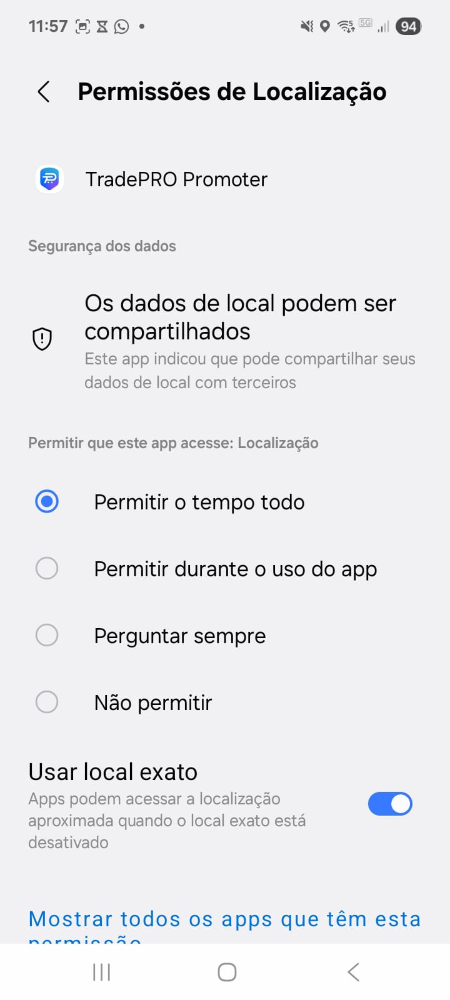 11:57
5G
94
Permissões de Localização
TradePRO Promoter
Segurança dos dados
Os dados de local podem ser
compartilhados
Este app indicou que pode compartilhar seus
dados de local com terceiros
Permitir que este app acesse: Localização
Permitir o tempo todo
Permitir durante o uso do app
Perguntar sempre
Não permitir
Usar local exato
Apps podem acessar a localização
aproximada quando o local exato está
desativado
Mostrar todos os apps que têm esta
permissão